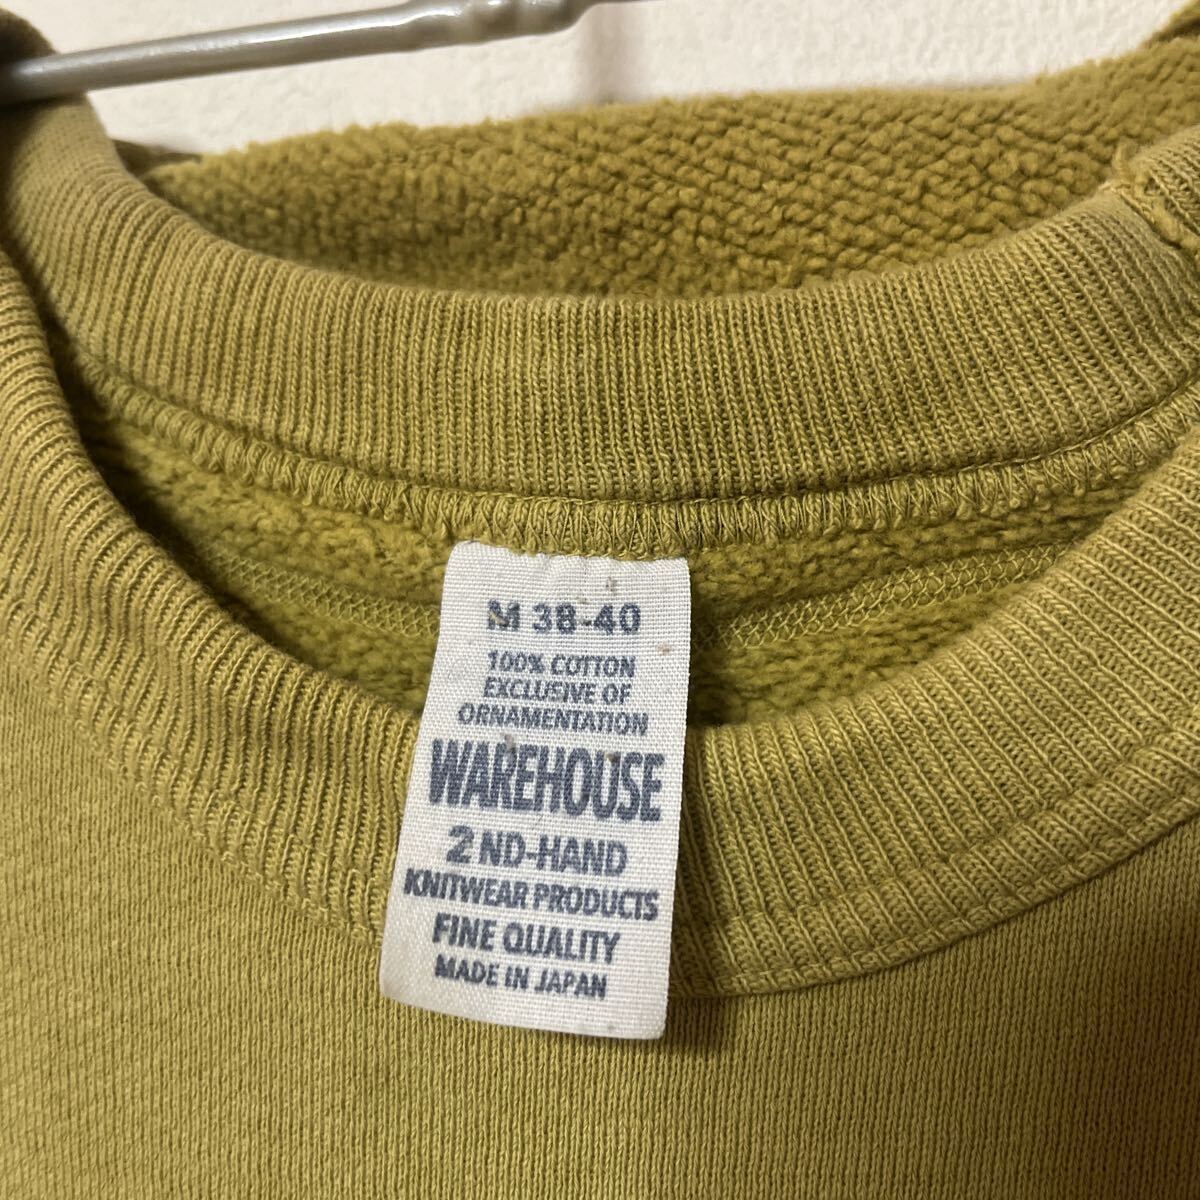 M 38-40
100% COTTON
EXCLUSIVE OF
ORNAMENTATION
WAREHOUSE
2ND-HAND
KNITWEAR PRODUCTS
FINE QUALITY
MADE IN JAPAN